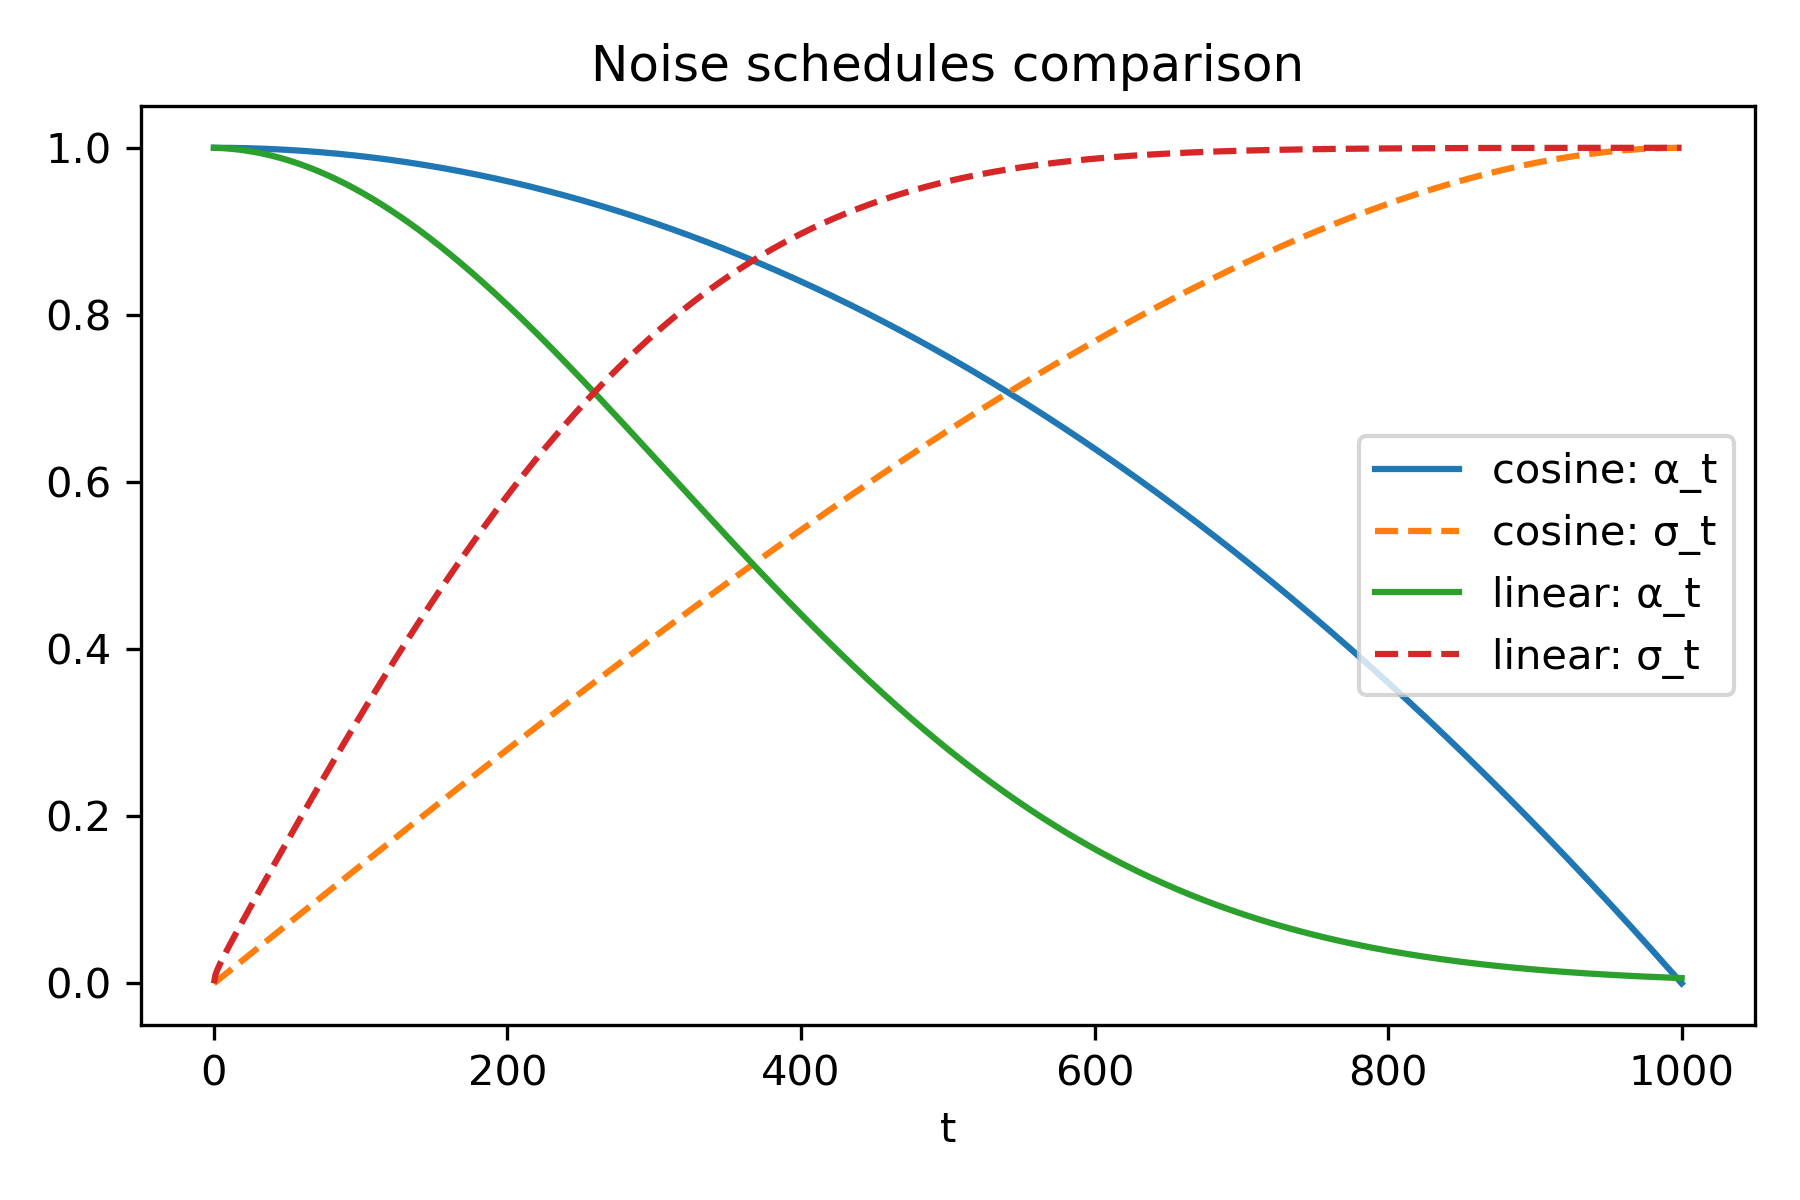 Noise schedules comparison
1.0
0.8
0.6
0.4
0.2
0.0
cosine: α_t
cosine: σ_t
linear: α_t
linear: σ_t
0 200 400 600 800 1000
t